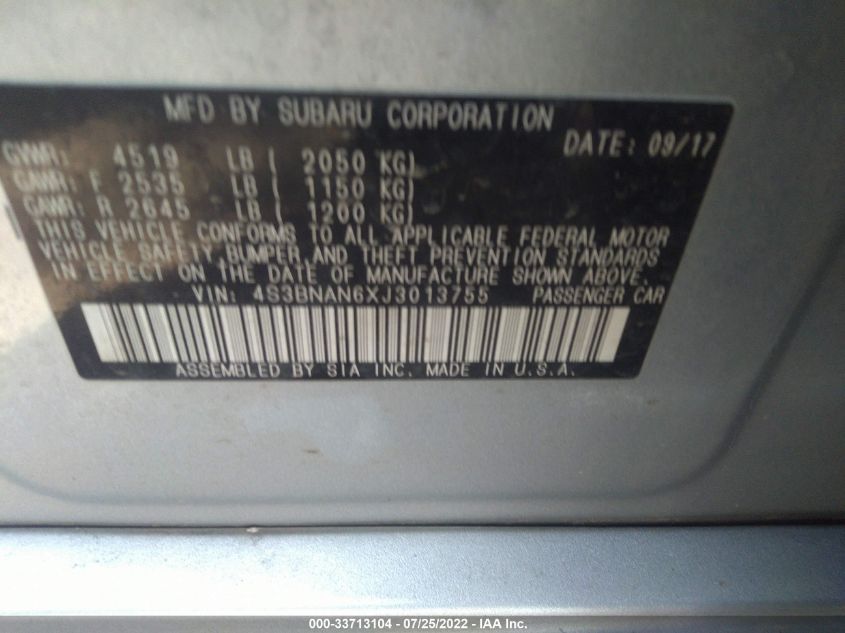 MFD BY SUBARU CORPORATION
DATE: 09/17
GVWR: 4519 LB ( 2050 KG)
GAWR: F 2535 LB ( 1150 KG)
GAWR: R 2645 LB ( 1200 KG)
THIS VEHICLE CONFORMS TO ALL APPLICABLE FEDERAL MOTOR
VEHICLE SAFETY, BUMPER, AND THEFT PREVENTION STANDARDS
IN EFFECT ON THE DATE OF MANUFACTURE SHOWN ABOVE.
VIN: 4S3BNAN6XJ3013755 PASSENGER CAR
ASSEMBLED BY SIA INC. MADE IN U.S.A.
000-33713104 - 07/25/2022 - IAA Inc.